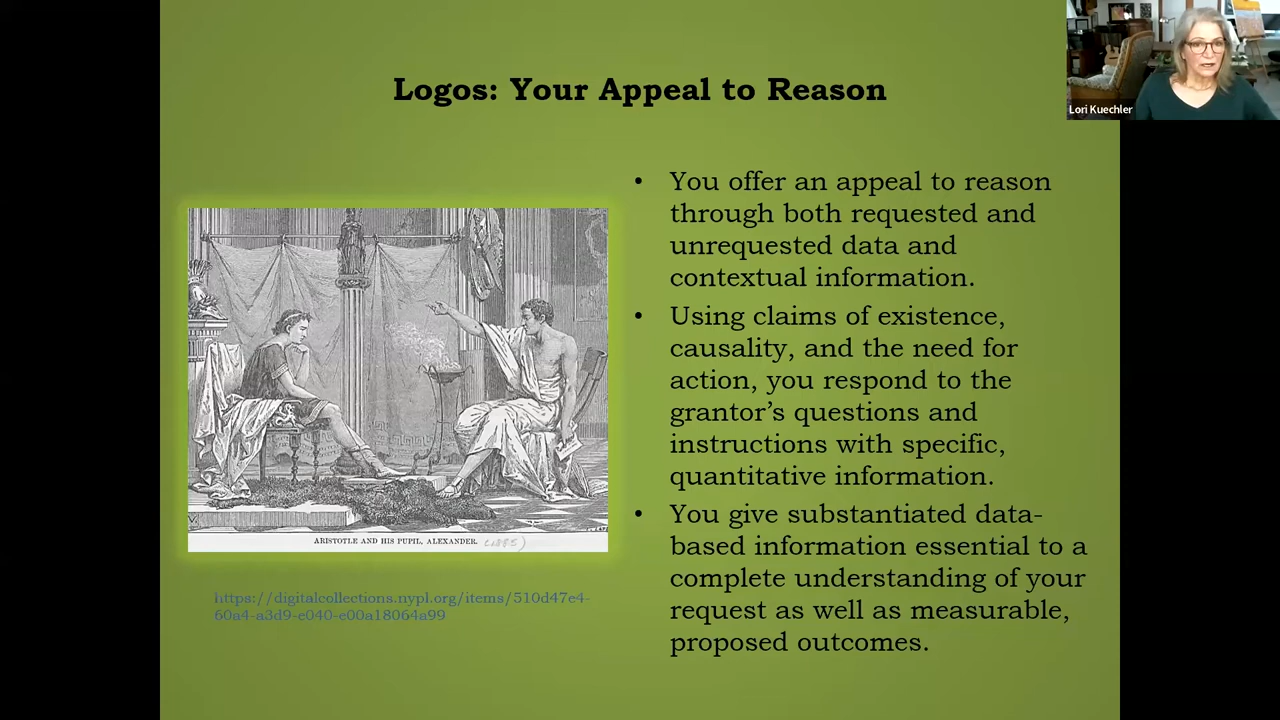 Logos: Your Appeal to Reason
Lori Kuechler
• You offer an appeal to reason
through both requested and
unrequested data and
contextual information.
• Using claims of existence,
causality, and the need for
action, you respond to the
grantor’s questions and
instructions with specific,
quantitative information.
• You give substantiated data-
based information essential to a
complete understanding of your
request as well as measurable,
proposed outcomes.
ARISTOTLE AND HIS PUPIL, ALEXANDER. (1885)
https://digitalcollections.nypl.org/items/510d47e4-
60a4-a3d9-e040-e00a18064a99